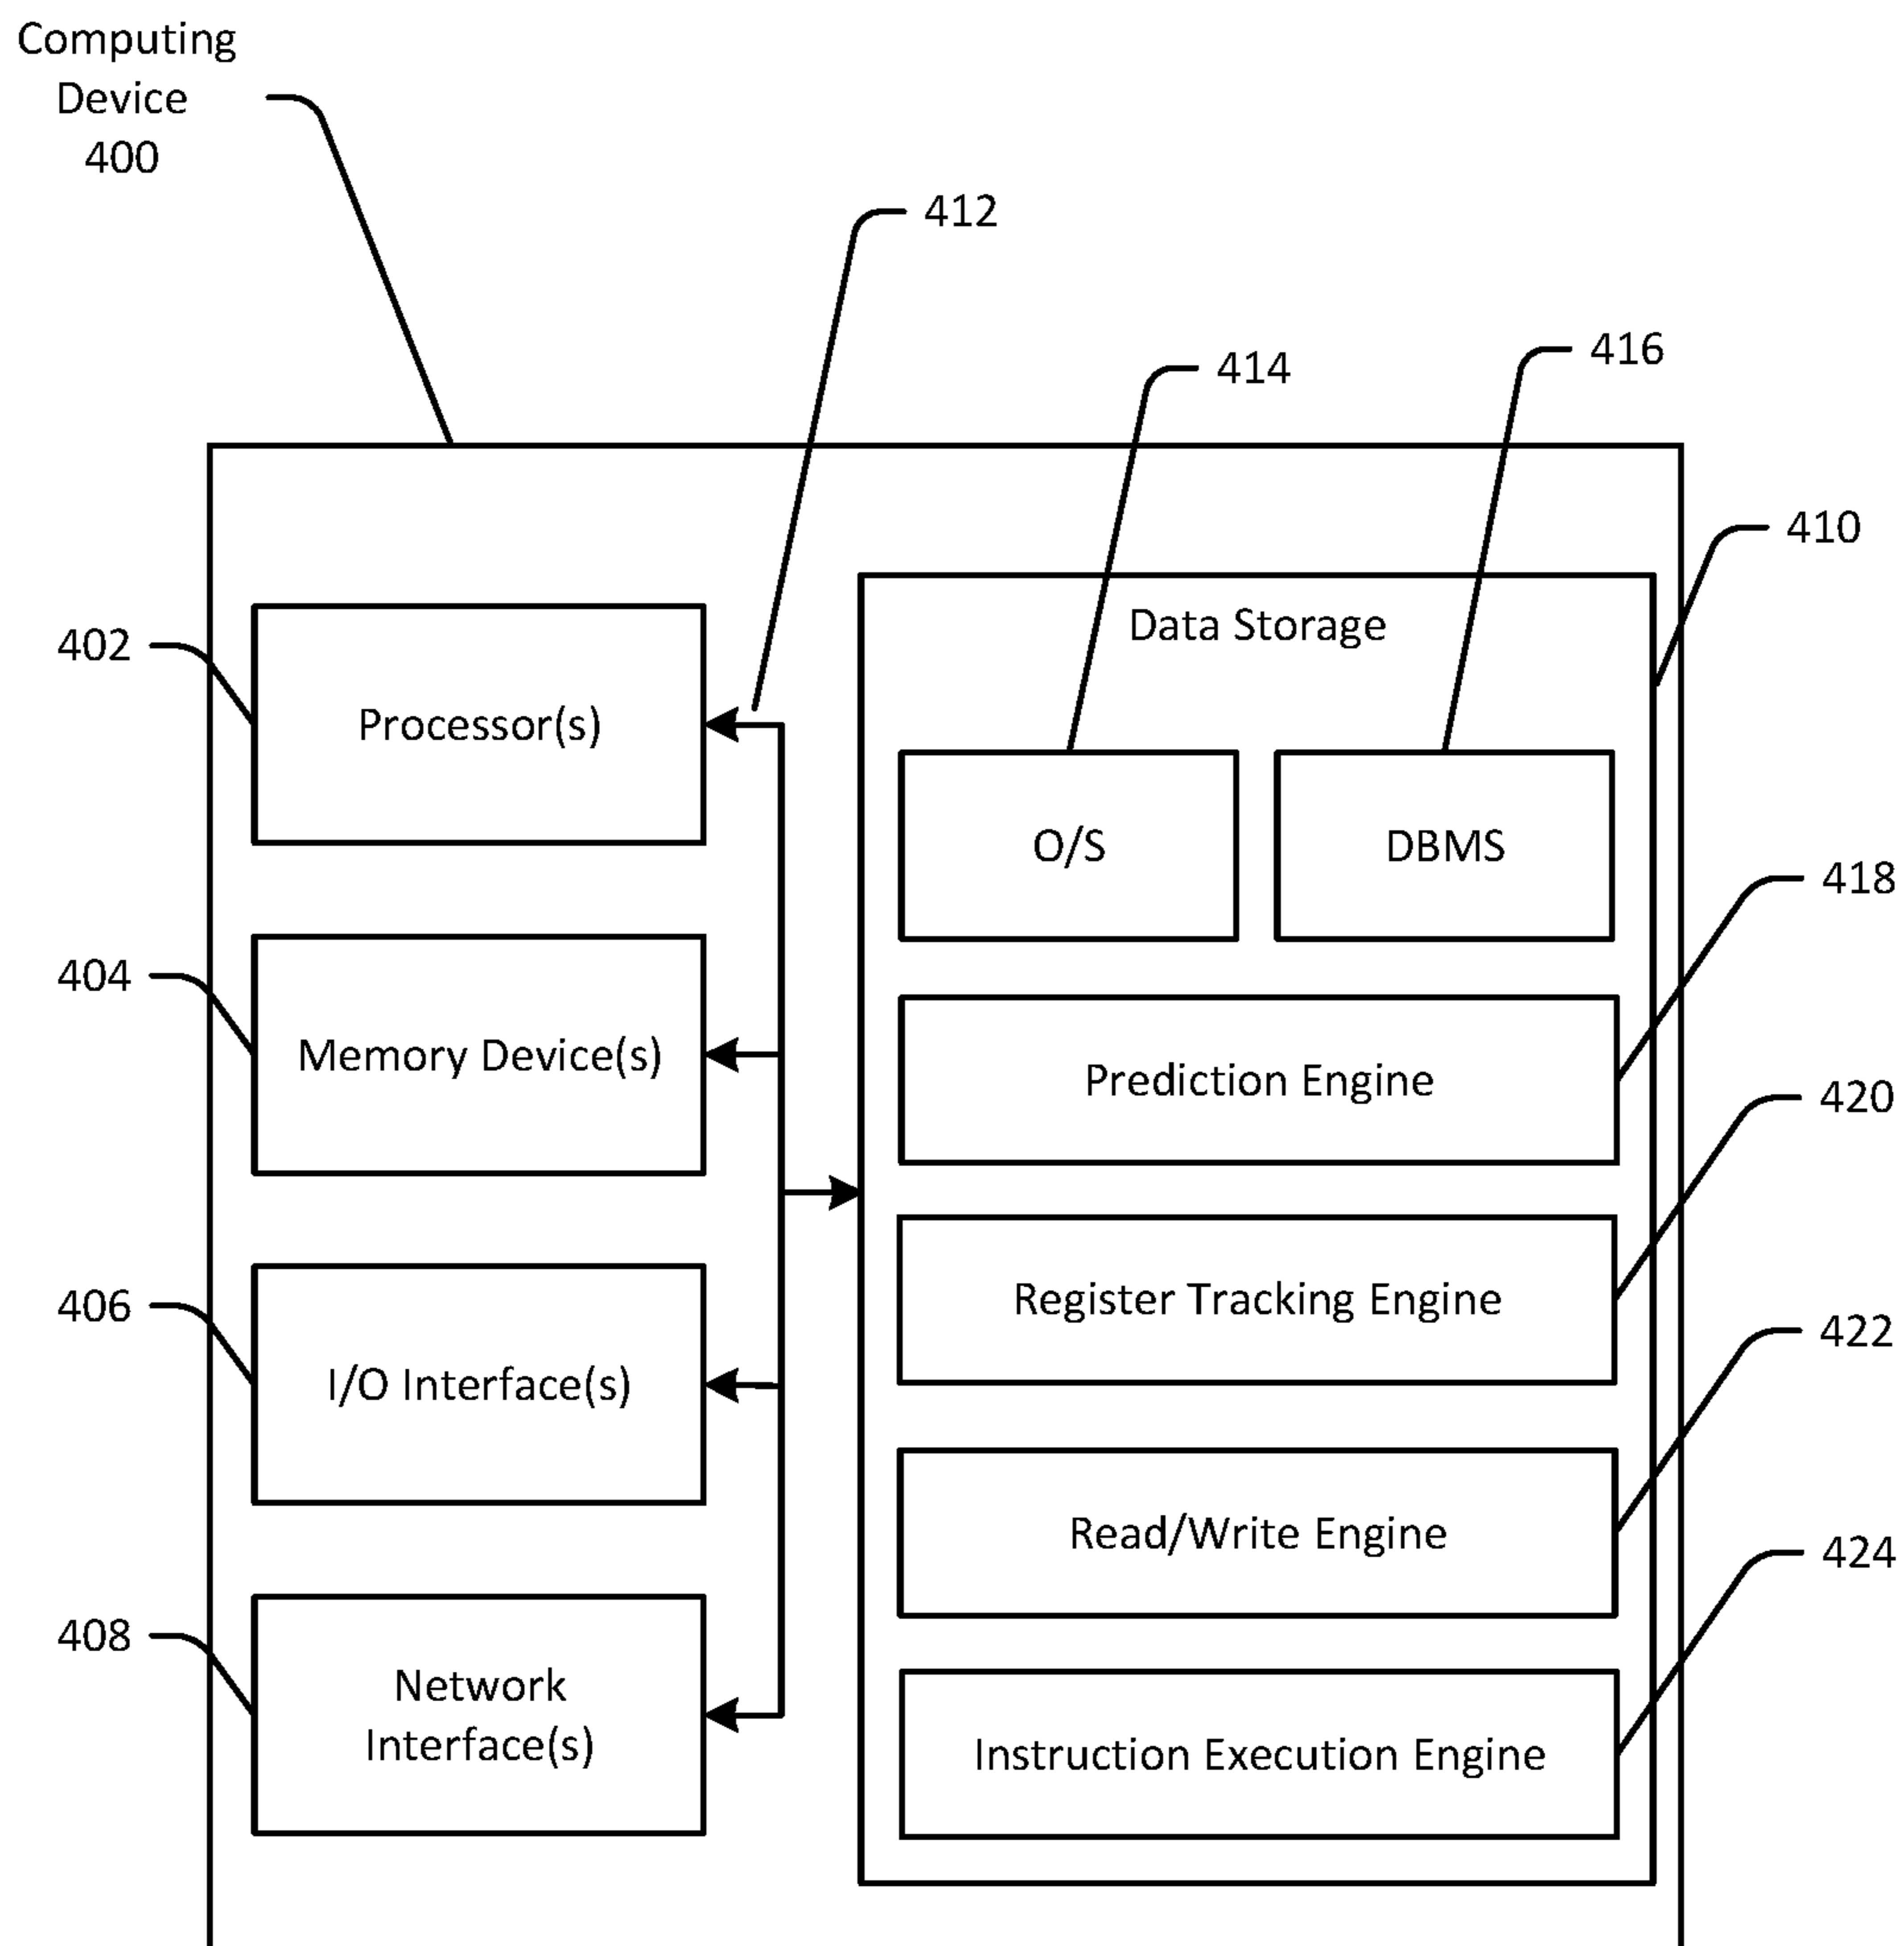 Computing
Device
400
412
414
416
410
402
Processor(s)
Data Storage
O/S
DBMS
418
404
Memory Device(s)
Prediction Engine
420
406
I/O Interface(s)
Register Tracking Engine
422
Read/Write Engine
424
408
Network
Interface(s)
Instruction Execution Engine